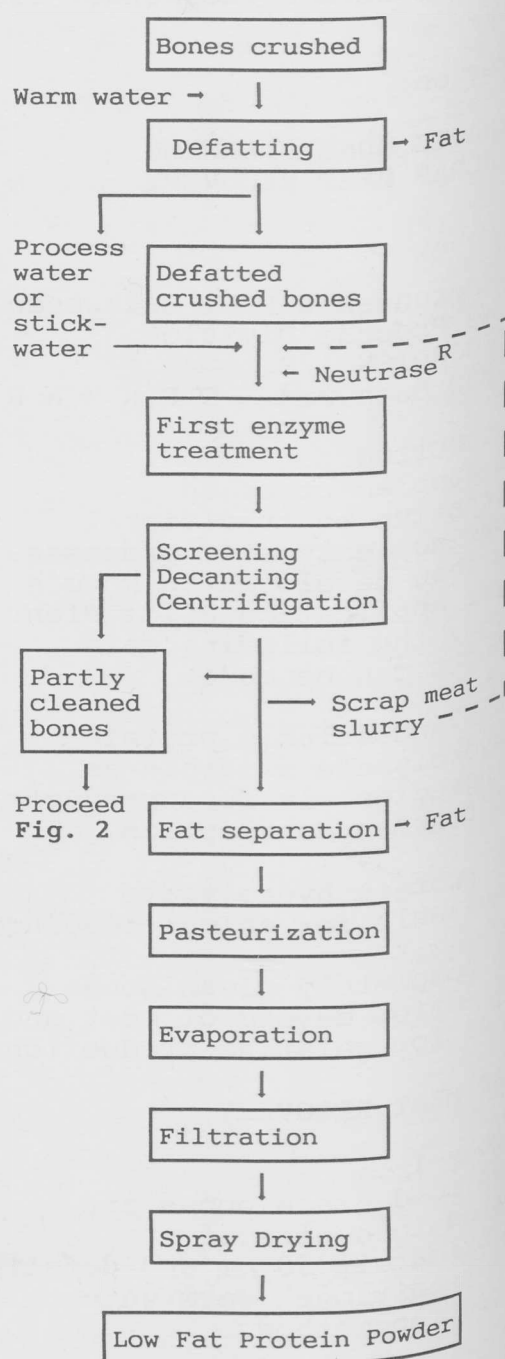 Bones crushed
Warm water →
Defatting
→ Fat
Process
water
or
stick-
water
Defatted
crushed bones
Neutrase R
First enzyme
treatment
Screening
Decanting
Centrifugation
Partly
cleaned
bones
Scrap meat
slurry
Proceed
Fig. 2
Fat separation
→ Fat
Pasteurization
Evaporation
Filtration
Spray Drying
Low Fat Protein Powder